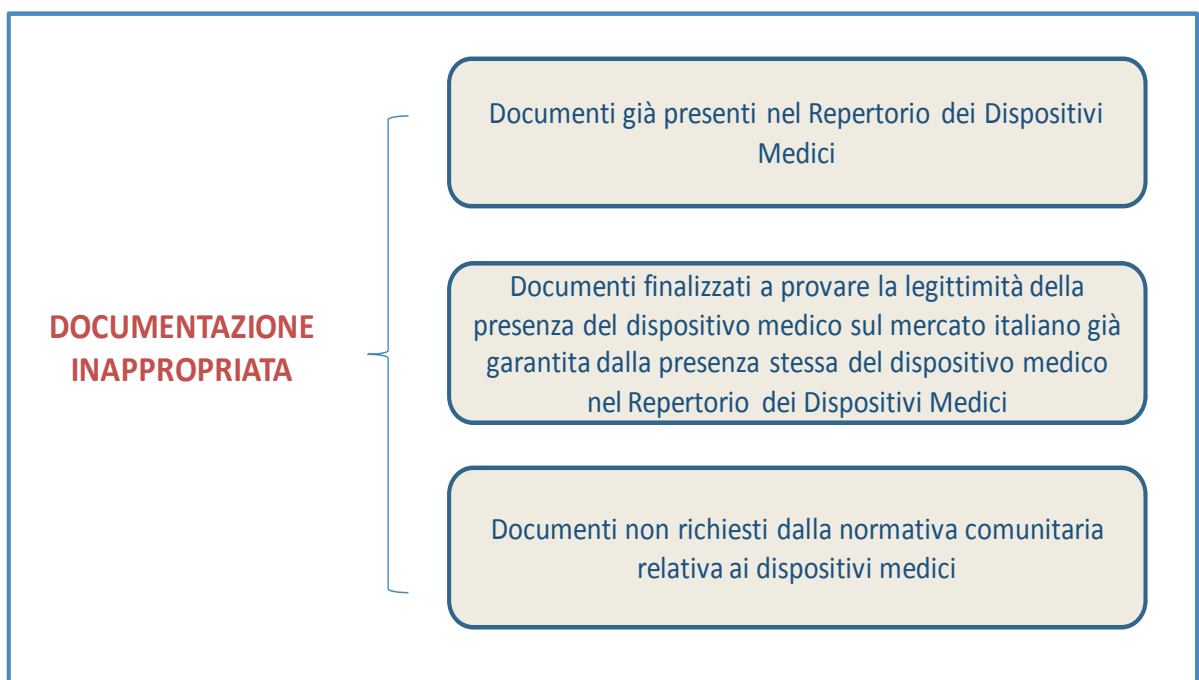 Documenti già presenti nel Repertorio dei Dispositivi
Medici
DOCUMENTAZIONE
INAPPROPRIATA
Documenti finalizzati a provare la legittimità della
presenza del dispositivo medico sul mercato italiano già
garantita dalla presenza stessa del dispositivo medico
nel Repertorio dei Dispositivi Medici
Documenti non richiesti dalla normativa comunitaria
relativa ai dispositivi medici